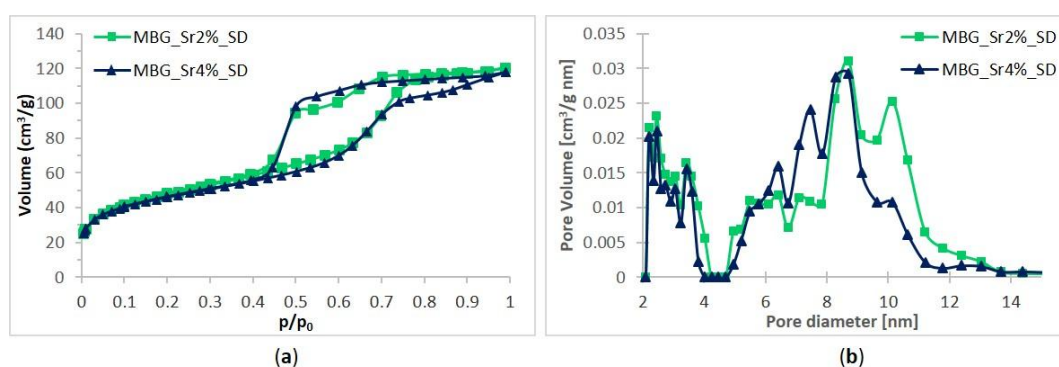 MBG_Sr2%_SD
MBG_Sr4%_SD
Volume (cm³/g)
140
120
100
80
60
40
20
0
0 0.1 0.2 0.3 0.4 0.5 0.6 0.7 0.8 0.9 1
p/p₀
(a)
MBG_Sr2%_SD
MBG_Sr4%_SD
Pore Volume [cm³/g nm]
0.035
0.03
0.025
0.02
0.015
0.01
0.005
0
2 4 6 8 10 12 14
Pore diameter [nm]
(b)